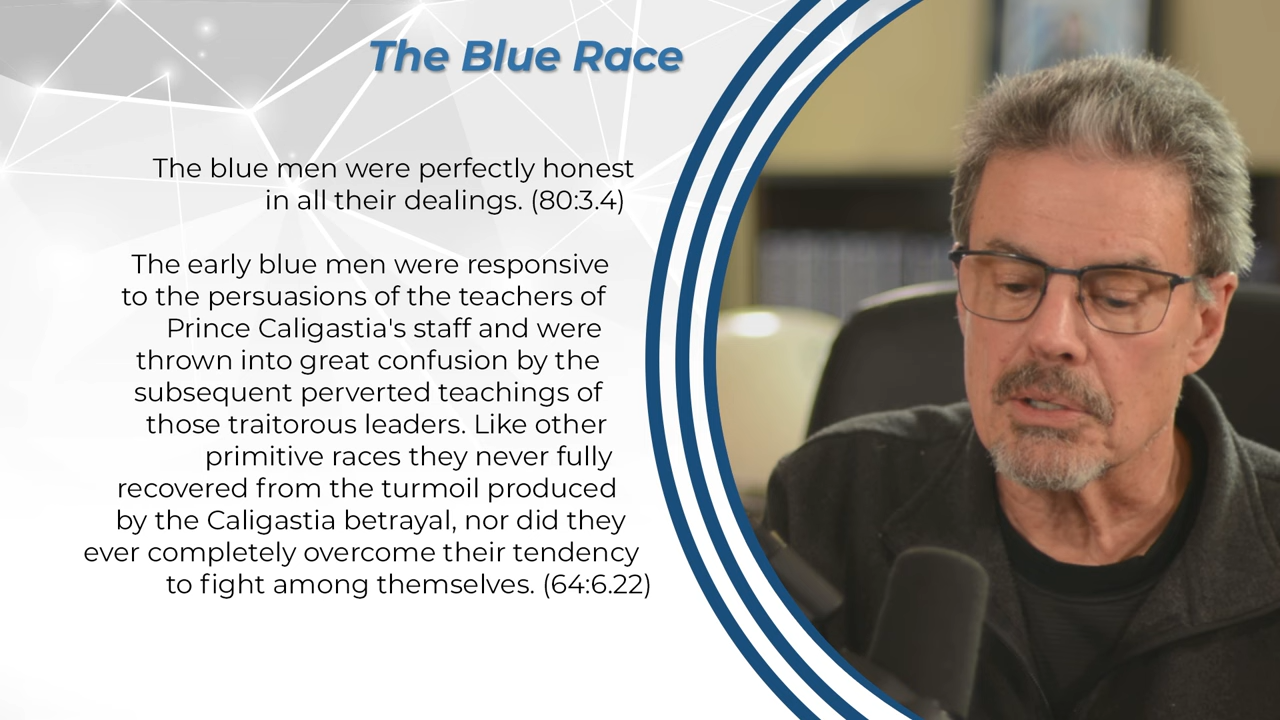 The Blue Race
The blue men were perfectly honest
in all their dealings. (80:3.4)
The early blue men were responsive
to the persuasions of the teachers of
Prince Caligastia's staff and were
thrown into great confusion by the
subsequent perverted teachings of
those traitorous leaders. Like other
primitive races they never fully
recovered from the turmoil produced
by the Caligastia betrayal, nor did they
ever completely overcome their tendency
to fight among themselves. (64:6.22)